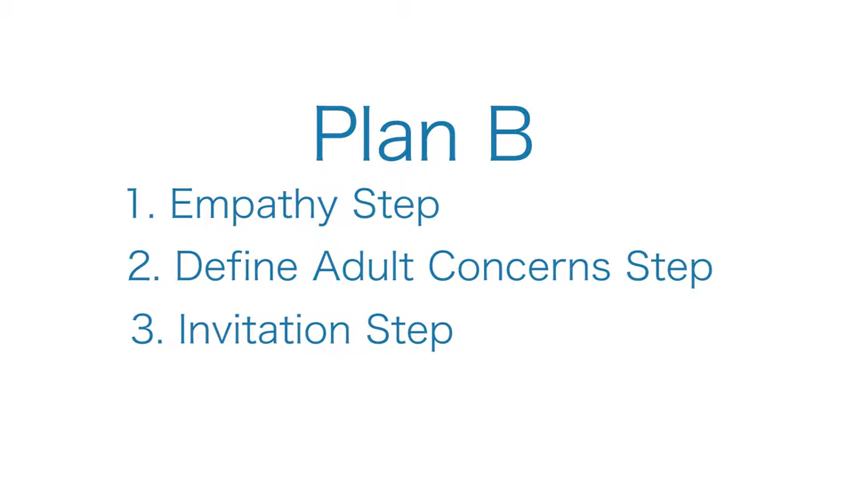 Plan B
1. Empathy Step
2. Define Adult Concerns Step
3. Invitation Step